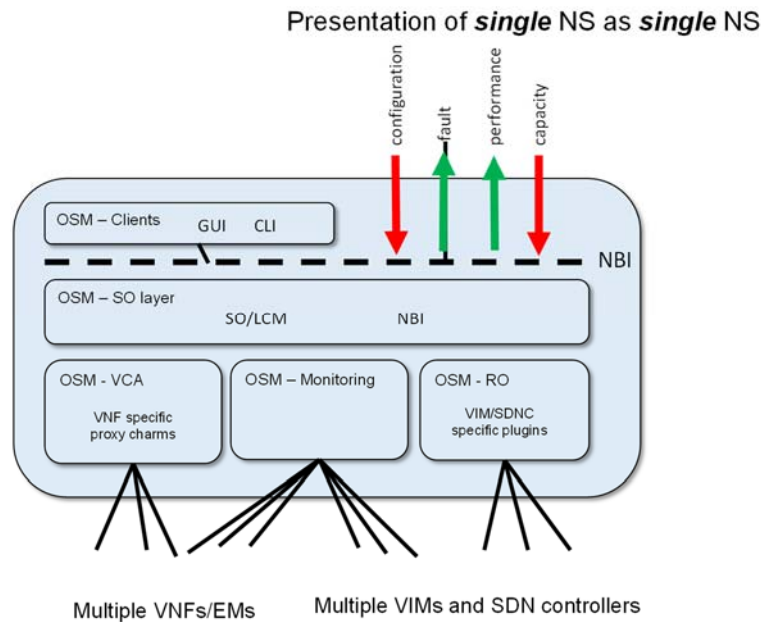 Presentation of single NS as single NS
configuration
fault
performance
capacity
OSM – Clients
GUI CLI
NBI
OSM – SO layer
SO/LCM NBI
OSM - VCA
VNF specific
proxy charms
OSM – Monitoring
OSM - RO
VIM/SDNC
specific plugins
Multiple VNFs/EMs
Multiple VIMs and SDN controllers